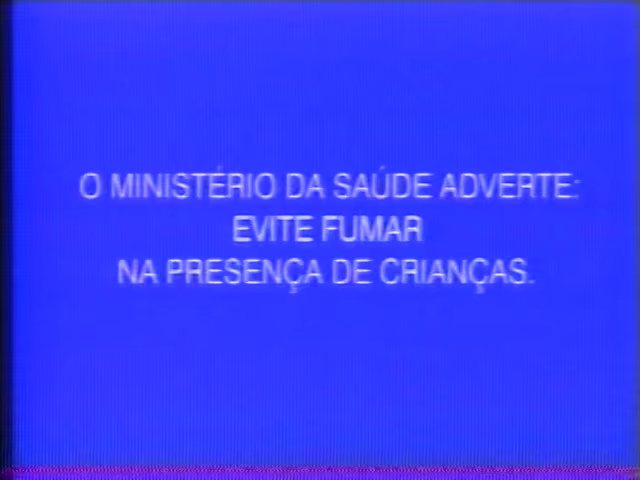 O MINISTÉRIO DA SAÚDE ADVERTE:
EVITE FUMAR
NA PRESENÇA DE CRIANÇAS.